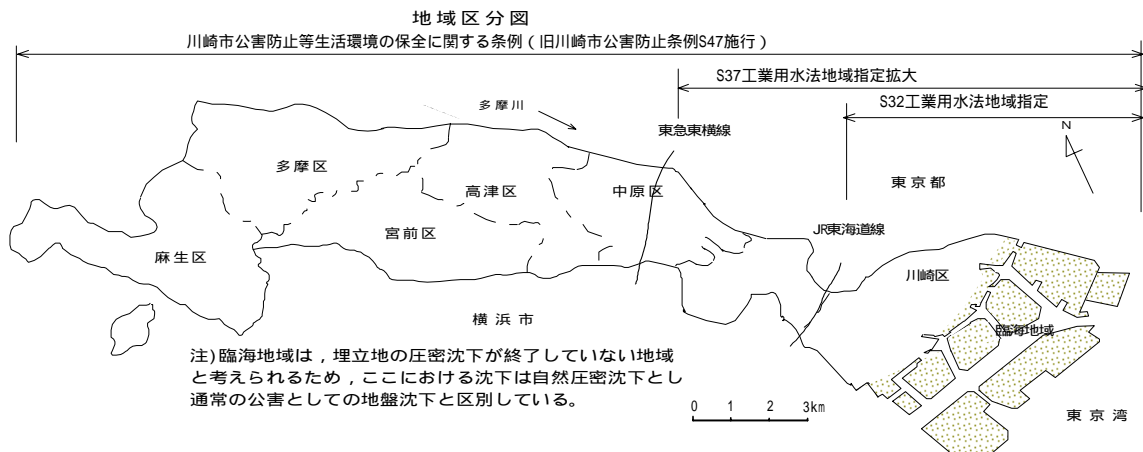 地域区分図
川崎市公害防止等生活環境の保全に関する条例（旧川崎市公害防止条例S47施行）
S37工業用水法地域指定拡大
S32工業用水法地域指定
多摩川
東急東横線
N
多摩区
高津区
中原区
東京都
宮前区
JR東海道線
麻生区
川崎区
横浜市
臨海地域
注)臨海地域は，埋立地の圧密沈下が終了していない地域
と考えられるため，ここにおける沈下は自然圧密沈下とし
通常の公害としての地盤沈下と区別している。
0 1 2 3km
東京湾